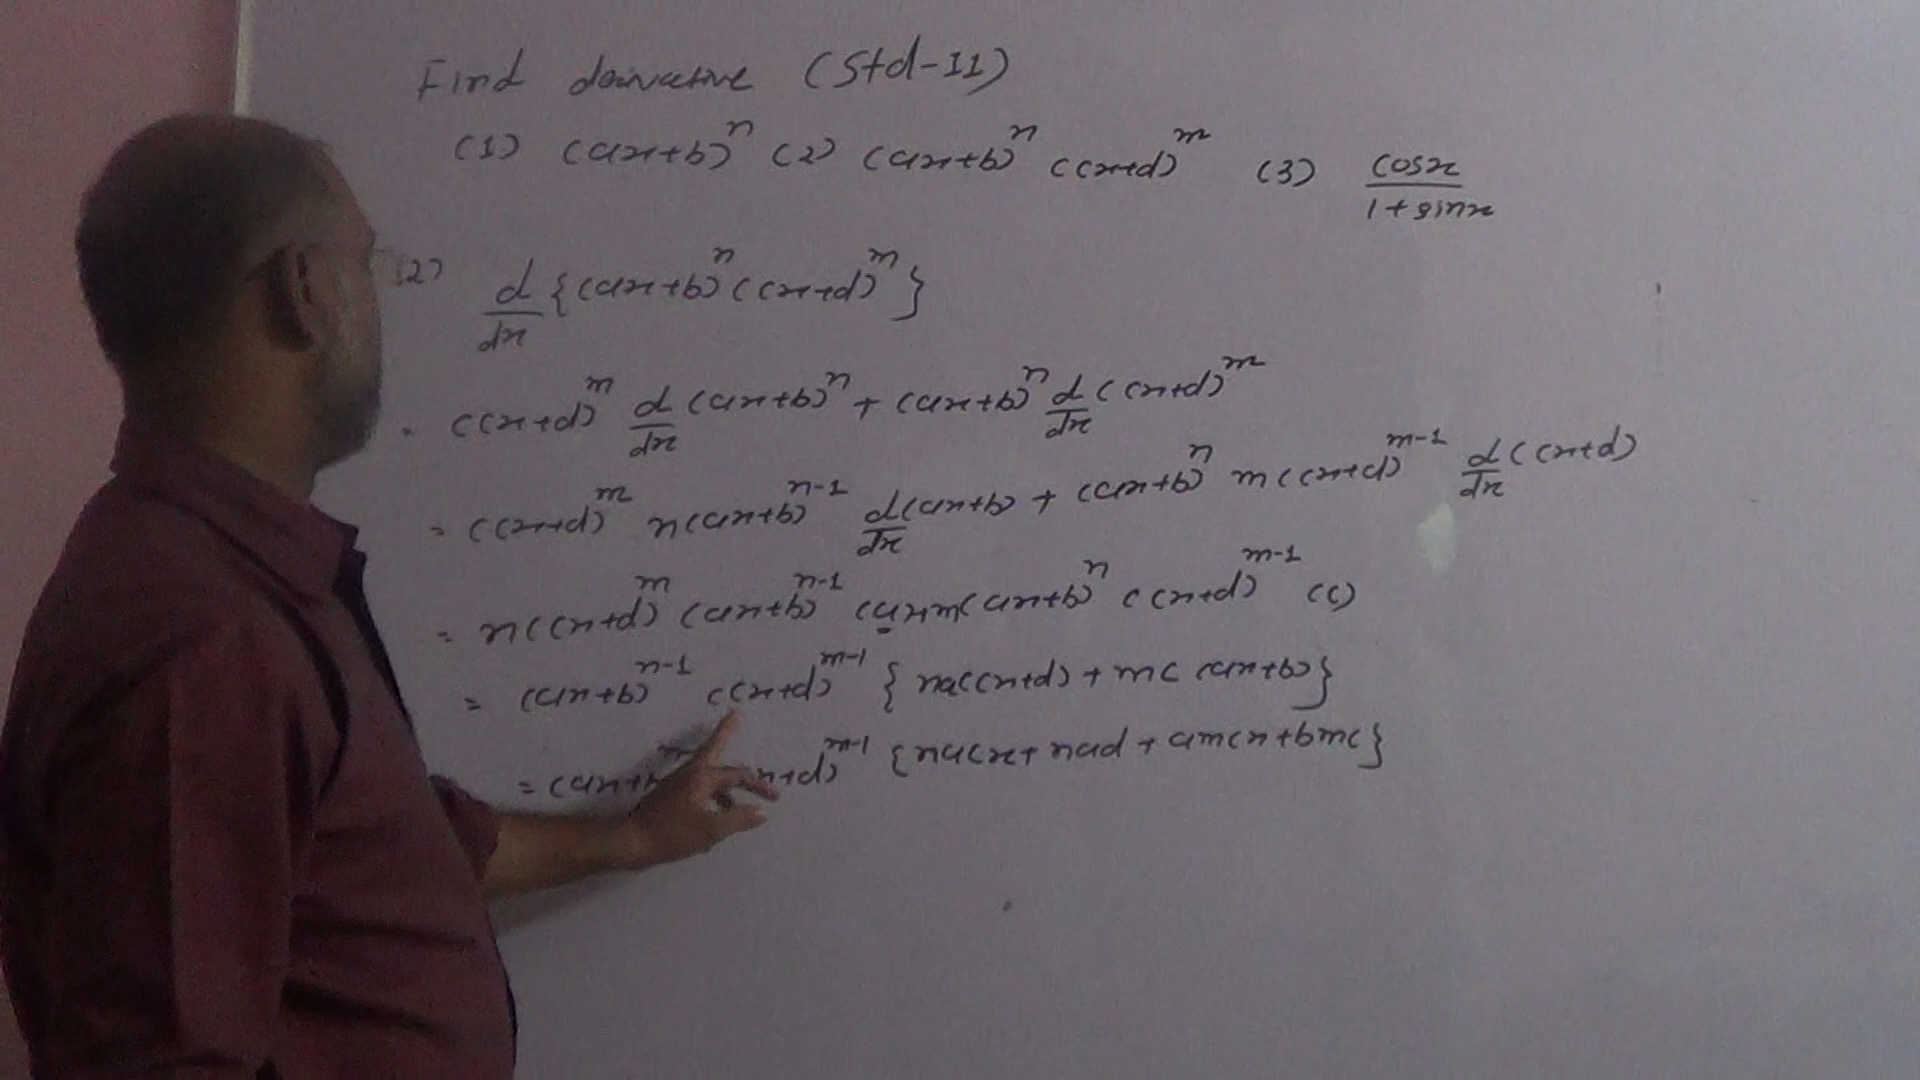 Find derivative (Std-11)
(1) (ax+b)^n (2) (ax+b)^n (cx+d)^m (3) cosx / 1+sinx
(2) d/dx {(ax+b)^n (cx+d)^m}
= (cx+d)^m d/dx (ax+b)^n + (ax+b)^n d/dx (cx+d)^m
= (cx+d)^m n(ax+b)^n-1 d/dx (ax+b) + (ax+b)^n m(cx+d)^m-1 d/dx (cx+d)
= n(cx+d)^m (ax+b)^n-1 (a)+m(ax+b)^n (cx+d)^m-1 (c)
= (ax+b)^n-1 (cx+d)^m-1 {na(cx+d) + mc (ax+b)}
= (ax+b x+d)^m-1 {nacx + nad + amcx + bmc}